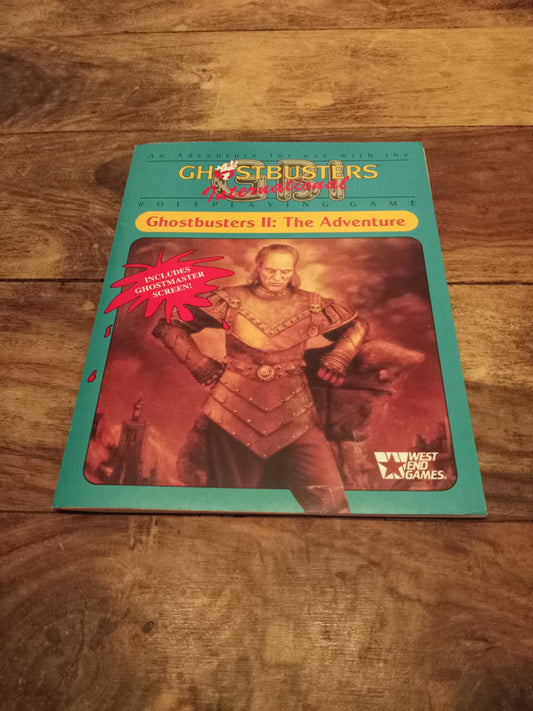 An Adventure for use with the
GBI
GHOSTBUSTERS®
International
ROLEPLAYING GAME
Ghostbusters II: The Adventure
INCLUDES
GHOSTMASTER
SCREEN!
WEST
END
GAMES®